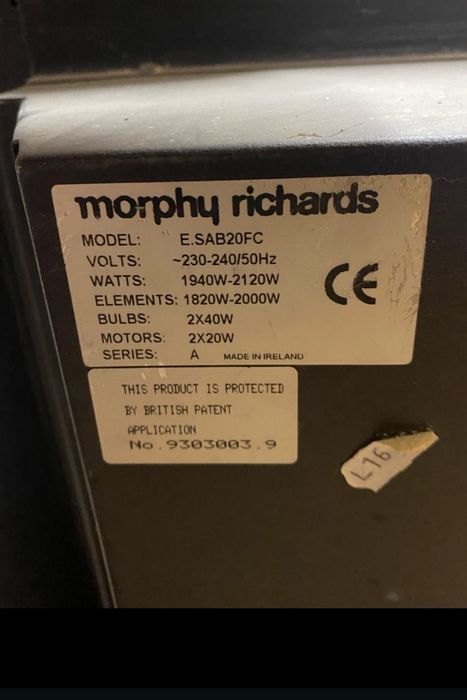 morphy richards
MODEL: E.SAB20FC
VOLTS: ~230-240/50Hz
WATTS: 1940W-2120W
ELEMENTS: 1820W-2000W
BULBS: 2X40W
MOTORS: 2X20W
SERIES: A MADE IN IRELAND
CE
THIS PRODUCT IS PROTECTED
BY BRITISH PATENT
APPLICATION
No.9303003.9
L16